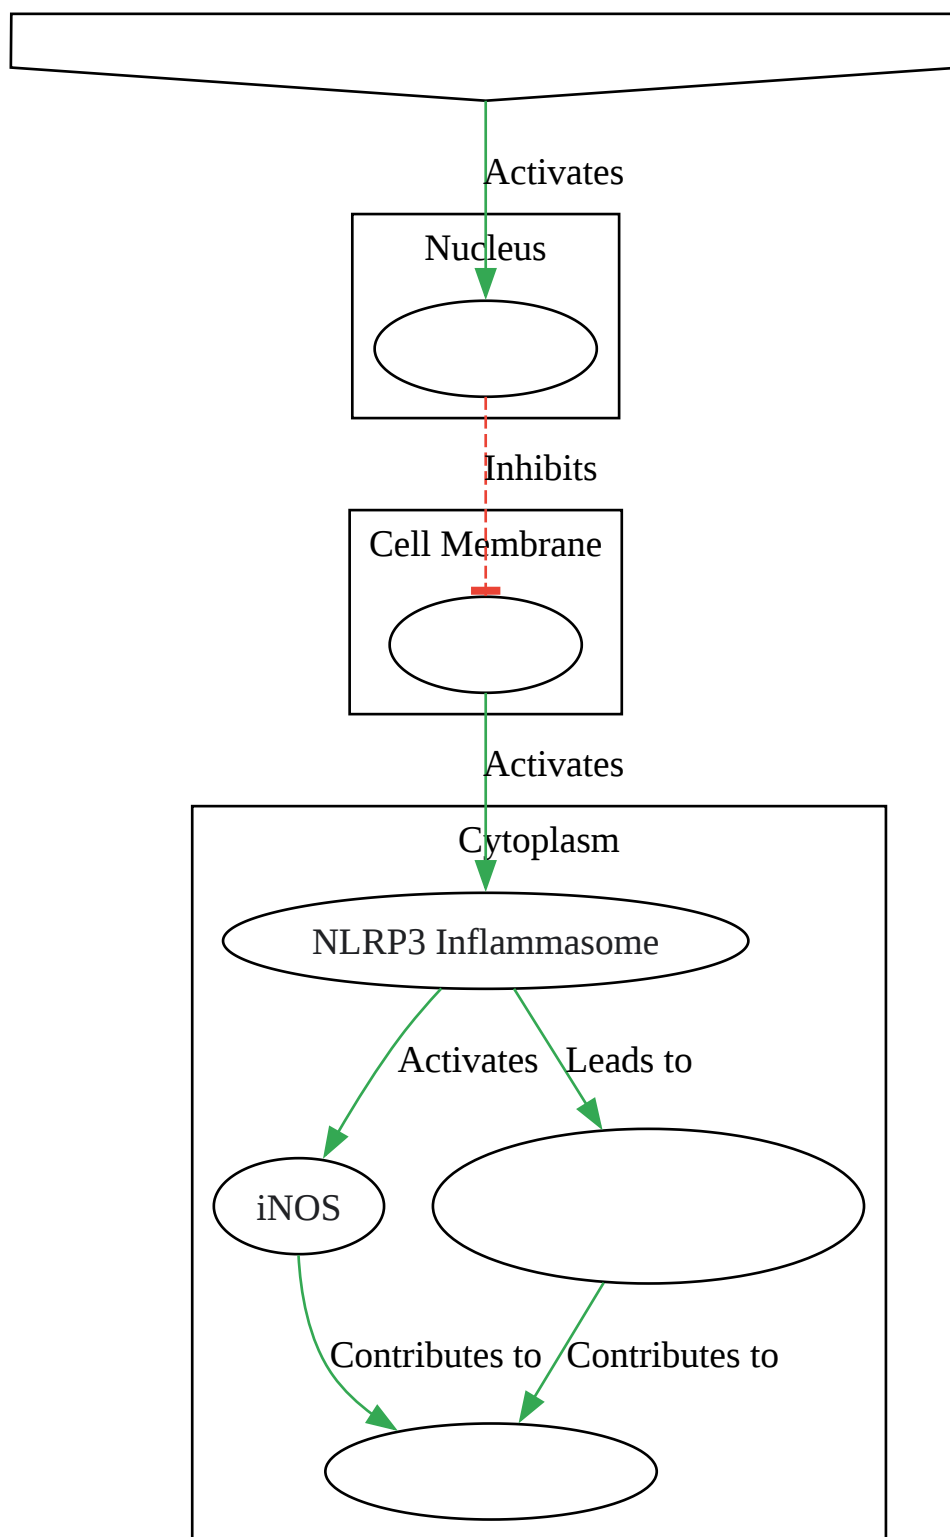 Activates
Nucleus
Inhibits
Cell Membrane
Activates
Cytoplasm
NLRP3 Inflammasome
Activates
Leads to
iNOS
Contributes to
Contributes to